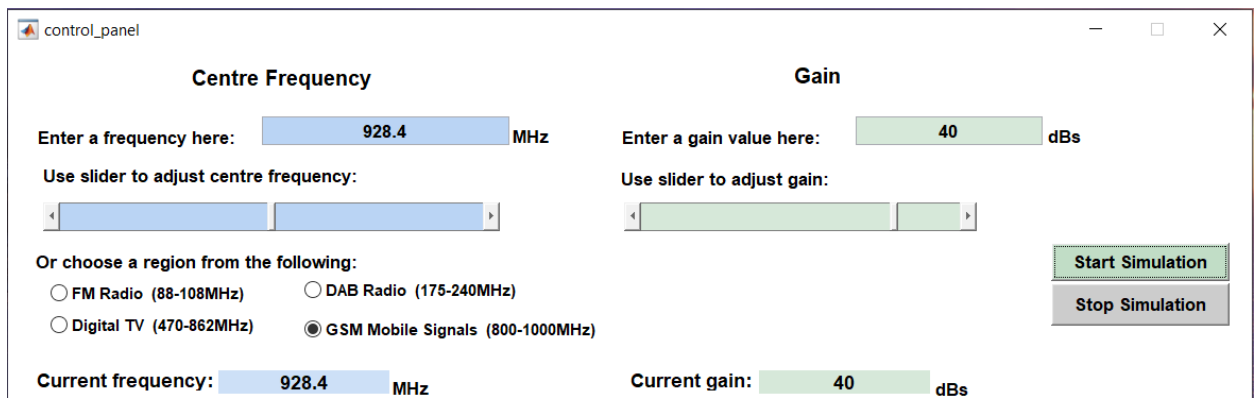 control_panel
Centre Frequency
Gain
Enter a frequency here: 928.4 MHz
Enter a gain value here: 40 dBs
Use slider to adjust centre frequency:
Use slider to adjust gain:
Or choose a region from the following:
FM Radio (88-108MHz)
DAB Radio (175-240MHz)
Digital TV (470-862MHz)
GSM Mobile Signals (800-1000MHz)
Start Simulation
Stop Simulation
Current frequency: 928.4 MHz
Current gain: 40 dBs